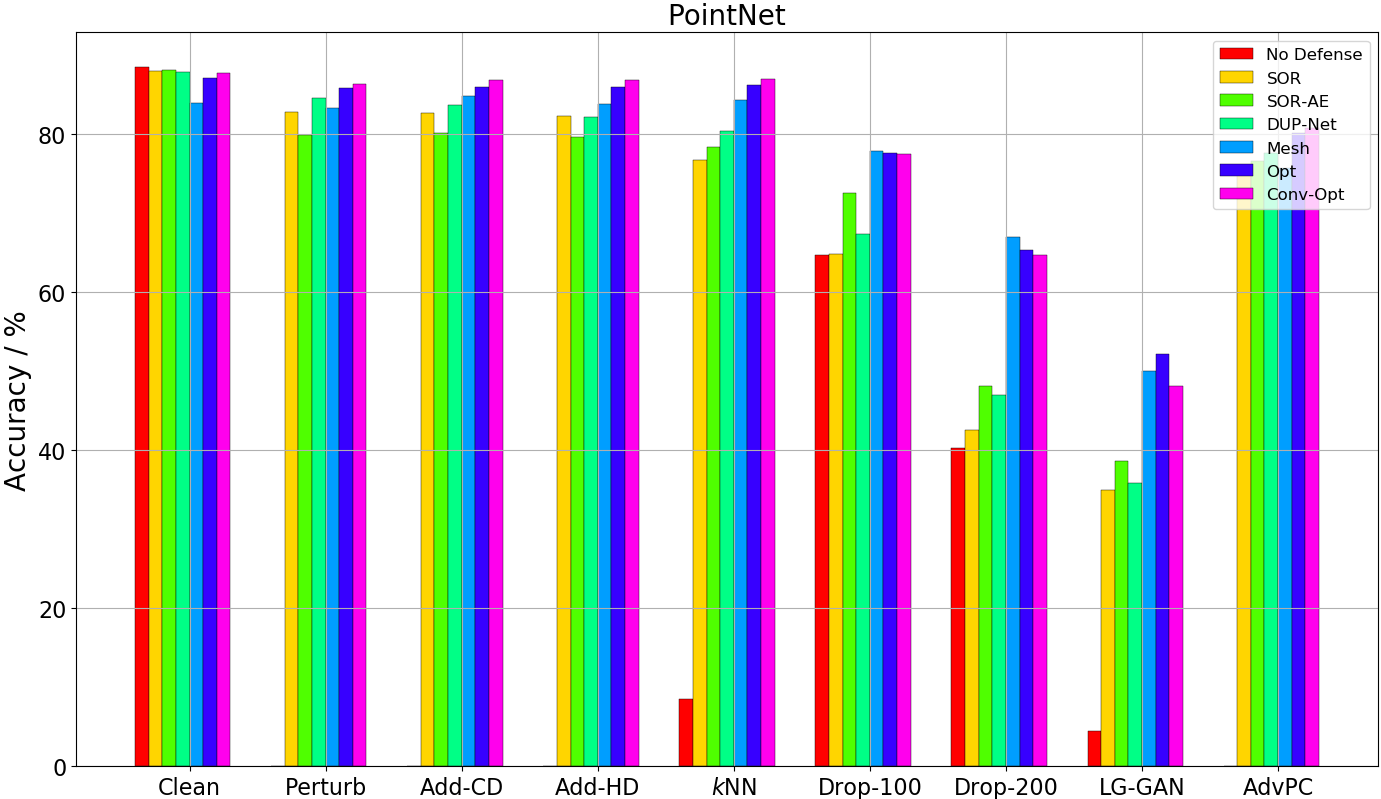 PointNet
Accuracy / %
80
60
40
20
0
No Defense
SOR
SOR-AE
DUP-Net
Mesh
Opt
Conv-Opt
Clean
Perturb
Add-CD
Add-HD
kNN
Drop-100
Drop-200
LG-GAN
AdvPC